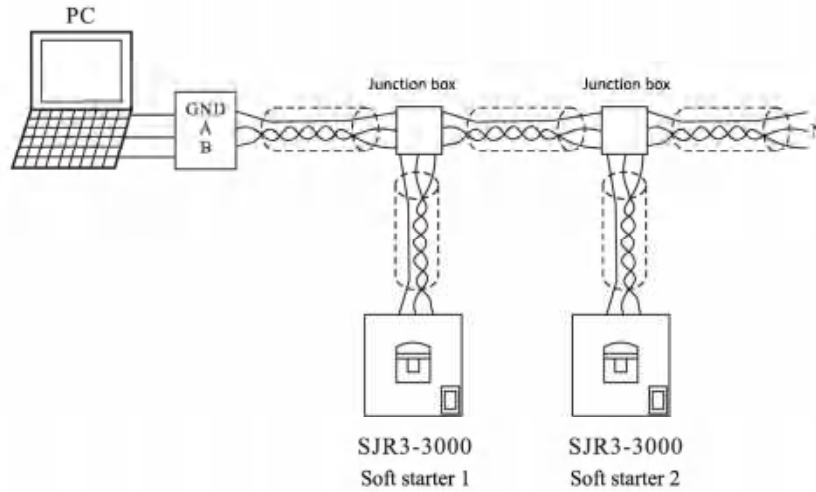 PC
Junction box
Junction box
GND
A
B
SJR3-3000
Soft starter 1
SJR3-3000
Soft starter 2